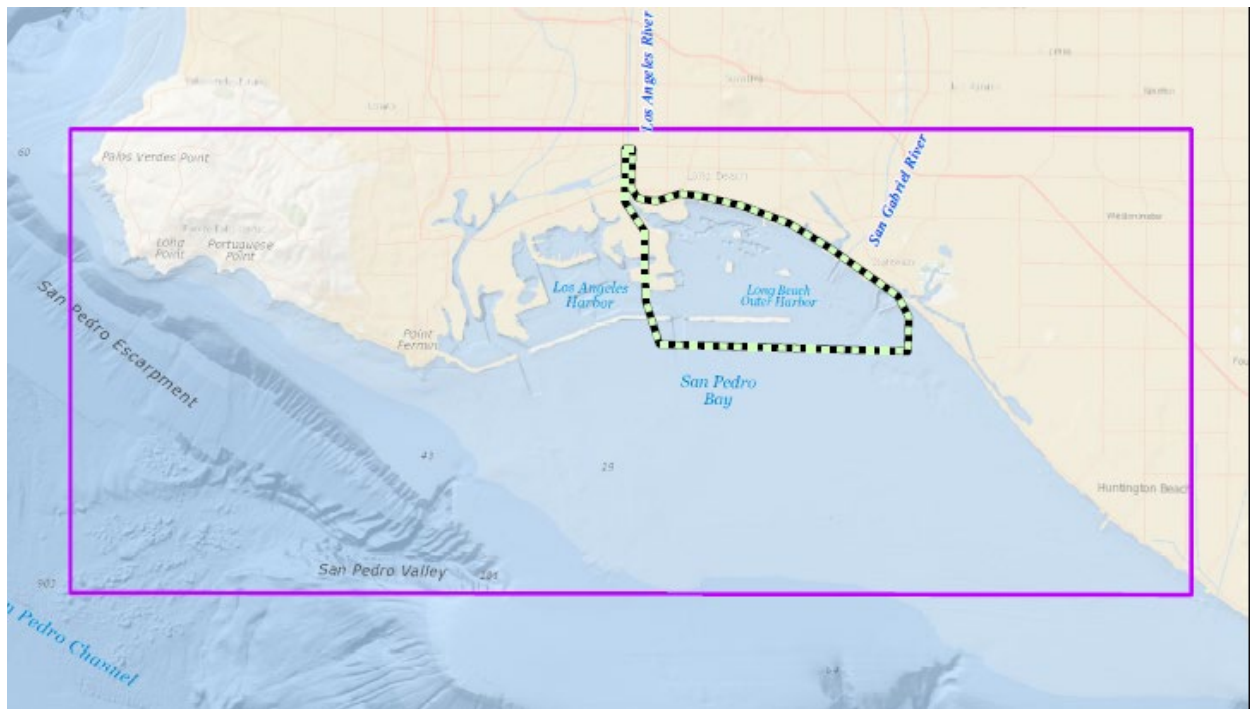 Los Angeles River
60
Palos Verdes Point
Long Beach
San Gabriel River
Westminster
Long
Point
Portuguese
Point
Los Angeles
Harbor
Long Beach
Outer Harbor
San Pedro Escarpment
Point
Fermin
San Pedro
Bay
43
29
Huntington Beach
San Pedro Valley
901
n Pedro Channel